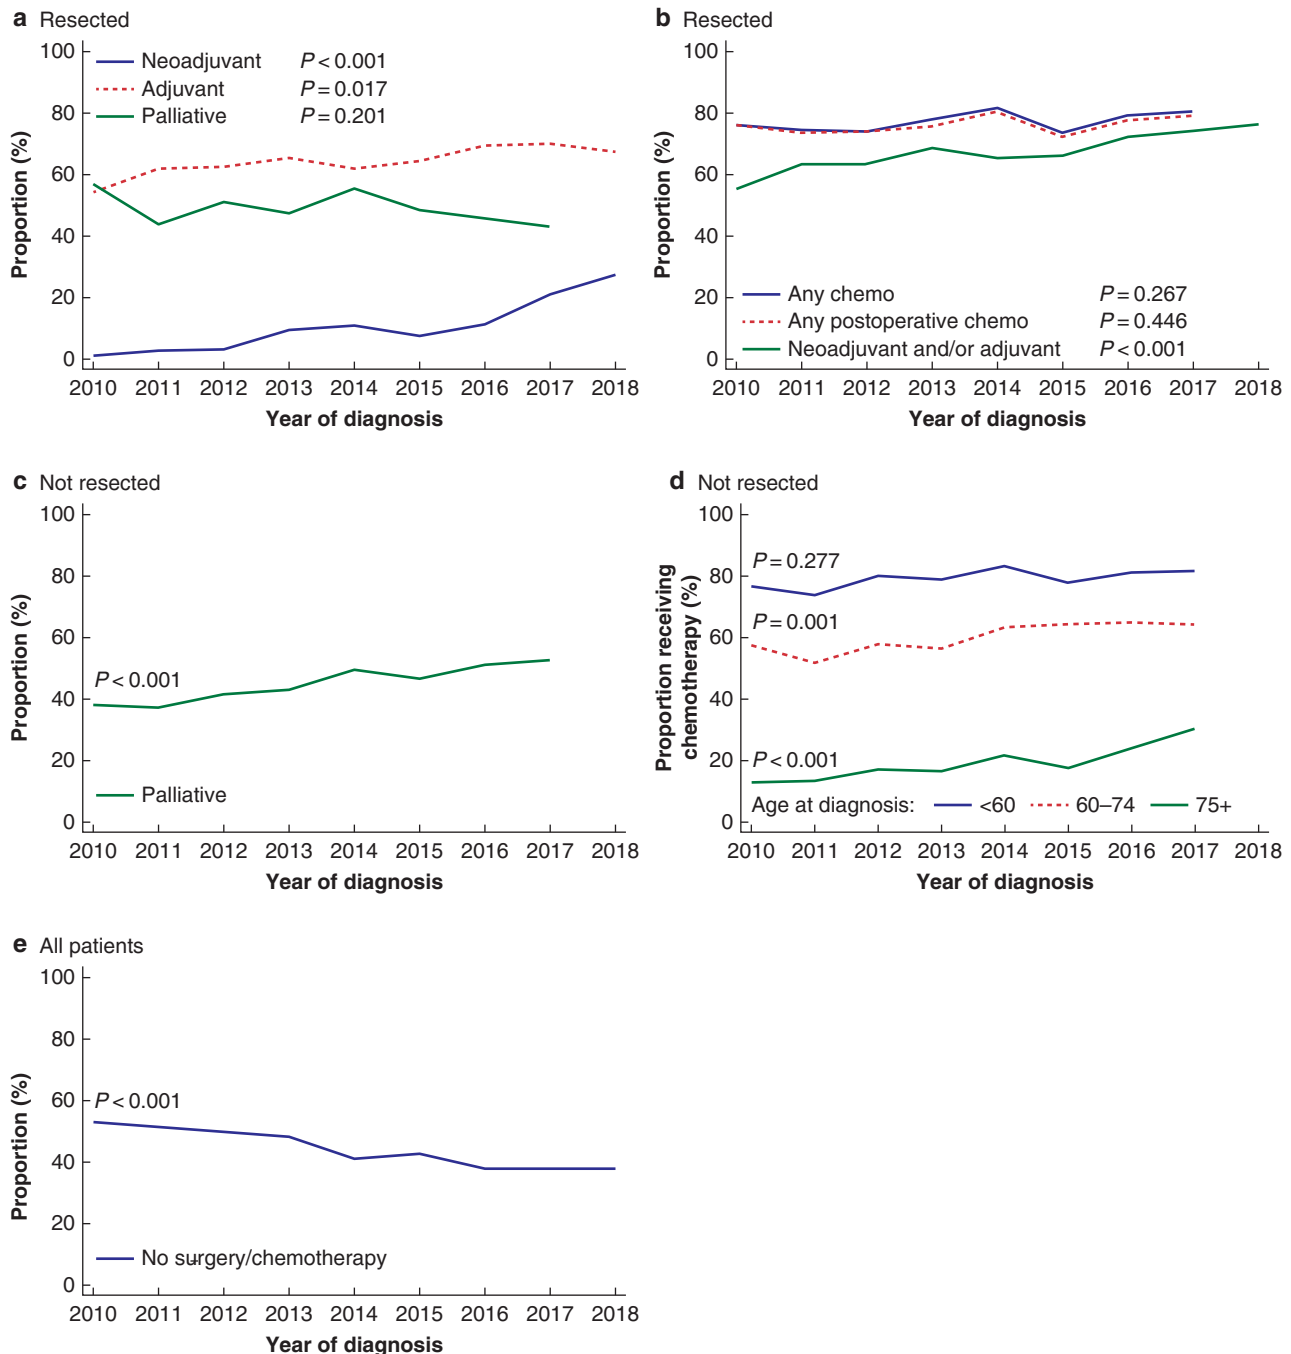 a Resected
100
80
60
40
20
0
Proportion (%)
Neoadjuvant P < 0.001
Adjuvant P = 0.017
Palliative P = 0.201
2010 2011 2012 2013 2014 2015 2016 2017 2018
Year of diagnosis
b Resected
100
80
60
40
20
0
Proportion (%)
Any chemo P = 0.267
Any postoperative chemo P = 0.446
Neoadjuvant and/or adjuvant P < 0.001
2010 2011 2012 2013 2014 2015 2016 2017 2018
Year of diagnosis
c Not resected
100
80
60
40
20
0
Proportion (%)
P < 0.001
Palliative
2010 2011 2012 2013 2014 2015 2016 2017 2018
Year of diagnosis
d Not resected
100
80
60
40
20
0
Proportion receiving
chemotherapy (%)
P = 0.277
P = 0.001
P < 0.001
Age at diagnosis: <60 60–74 75+
2010 2011 2012 2013 2014 2015 2016 2017 2018
Year of diagnosis
e All patients
100
80
60
40
20
0
Proportion (%)
P < 0.001
No surgery/chemotherapy
2010 2011 2012 2013 2014 2015 2016 2017 2018
Year of diagnosis